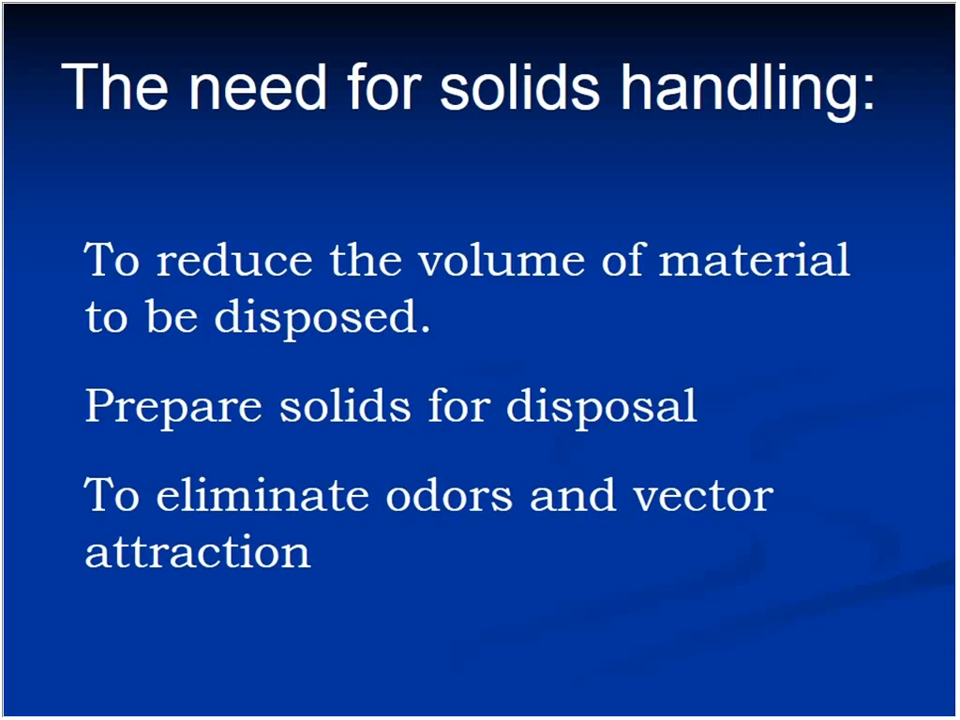 The need for solids handling:
To reduce the volume of material
to be disposed.
Prepare solids for disposal
To eliminate odors and vector
attraction